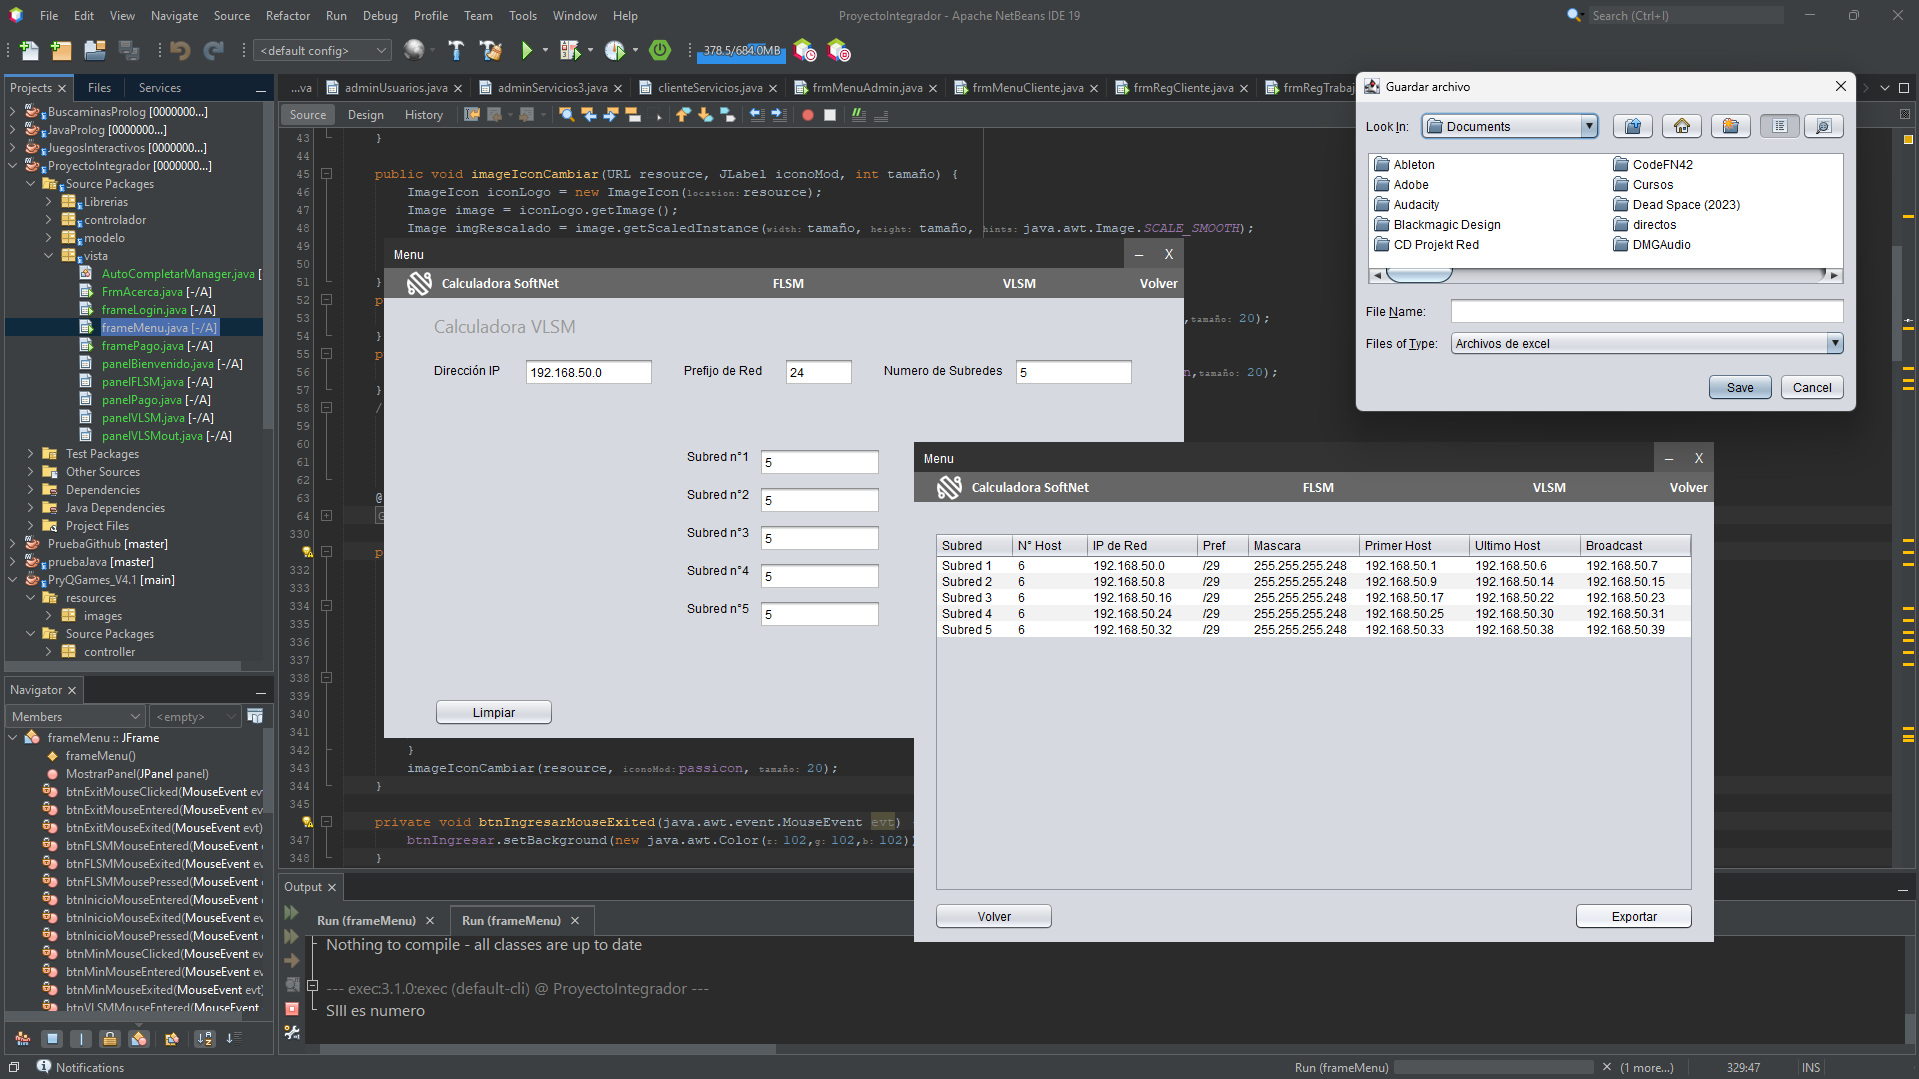 File Edit View Navigate Source Refactor Run Debug Profile Team Tools Window Help
ProyectoIntegrador - Apache NetBeans IDE 19
Search (Ctrl+I)
<default config>
378.5/684.0MB
Projects Files Services
BuscaminasProlog [0000000...]
JavaProlog [0000000...]
JuegosInteractivos [0000000...]
ProyectoIntegrador [0000000...]
Source Packages
Librerias
controlador
modelo
vista
AutoCompletarManager.java [
FrmAcerca.java [-/A]
frameLogin.java [-/A]
frameMenu.java [-/A]
framePago.java [-/A]
panelBienvenido.java [-/A]
panelFLSM.java [-/A]
panelPago.java [-/A]
panelVLSM.java [-/A]
panelVLSMout.java [-/A]
Test Packages
Other Sources
Dependencies
Java Dependencies
Project Files
PruebaGithub [master]
pruebaJava [master]
PryQGames_V4.1 [main]
resources
images
Source Packages
controller
Navigator
Members
<empty>
frameMenu :: JFrame
frameMenu()
MostrarPanel(JPanel panel)
btnExitMouseClicked(MouseEvent ev
btnExitMouseEntered(MouseEvent ev
btnExitMouseExited(MouseEvent evt)
btnFLSMMouseEntered(MouseEvent
btnFLSMMouseExited(MouseEvent ev
btnFLSMMousePressed(MouseEvent
btnInicioMouseEntered(MouseEvent
btnInicioMouseExited(MouseEvent ev
btnInicioMousePressed(MouseEvent
btnMinMouseClicked(MouseEvent ev
btnMinMouseEntered(MouseEvent ev
btnMinMouseExited(MouseEvent evt)
btnVLSMMouseEntered(MouseEvent
...va adminUsuarios.java adminServicios3.java clienteServicios.java frmMenuAdmin.java frmMenuCliente.java frmRegCliente.java frmRegTrabaj
Source Design History
43 }
44
45 public void imageIconCambiar(URL resource, JLabel iconoMod, int tamaño) {
46 ImageIcon iconLogo = new ImageIcon(location: resource);
47 Image image = iconLogo.getImage();
48 Image imgRescalado = image.getScaledInstance(width: tamaño, height: tamaño, hints: java.awt.Image.SCALE_SMOOTH);
49
50
51 }
52 p
53 ,tamaño: 20);
54 }
55 p
56 n,tamaño: 20);
57 }
58 /
59
60
61
62
63 @
64 G
330
p
332
333
334
335
336
337
338
339
340
341
342 }
343 imageIconCambiar(resource, iconoMod: passicon, tamaño: 20);
344 }
345
private void btnIngresarMouseExited(java.awt.event.MouseEvent evt)
347 btnIngresar.setBackground(new java.awt.Color(r: 102,g: 102,b: 102))
348 }
Menu – X
Calculadora SoftNet FLSM VLSM Volver
Calculadora VLSM
Dirección IP 192.168.50.0 Prefijo de Red 24 Numero de Subredes 5
Subred n°1 5
Subred n°2 5
Subred n°3 5
Subred n°4 5
Subred n°5 5
Limpiar
Guardar archivo
Look In: Documents
Ableton CodeFN42
Adobe Cursos
Audacity Dead Space (2023)
Blackmagic Design directos
CD Projekt Red DMGAudio
File Name:
Files of Type: Archivos de excel
Save Cancel
Menu – X
Calculadora SoftNet FLSM VLSM Volver
Subred N° Host IP de Red Pref Mascara Primer Host Ultimo Host Broadcast
Subred 1 6 192.168.50.0 /29 255.255.255.248 192.168.50.1 192.168.50.6 192.168.50.7
Subred 2 6 192.168.50.8 /29 255.255.255.248 192.168.50.9 192.168.50.14 192.168.50.15
Subred 3 6 192.168.50.16 /29 255.255.255.248 192.168.50.17 192.168.50.22 192.168.50.23
Subred 4 6 192.168.50.24 /29 255.255.255.248 192.168.50.25 192.168.50.30 192.168.50.31
Subred 5 6 192.168.50.32 /29 255.255.255.248 192.168.50.33 192.168.50.38 192.168.50.39
Volver Exportar
Output
Run (frameMenu) Run (frameMenu)
Nothing to compile - all classes are up to date
--- exec:3.1.0:exec (default-cli) @ ProyectoIntegrador ---
SIII es numero
Notifications
Run (frameMenu) (1 more...) 329:47 INS